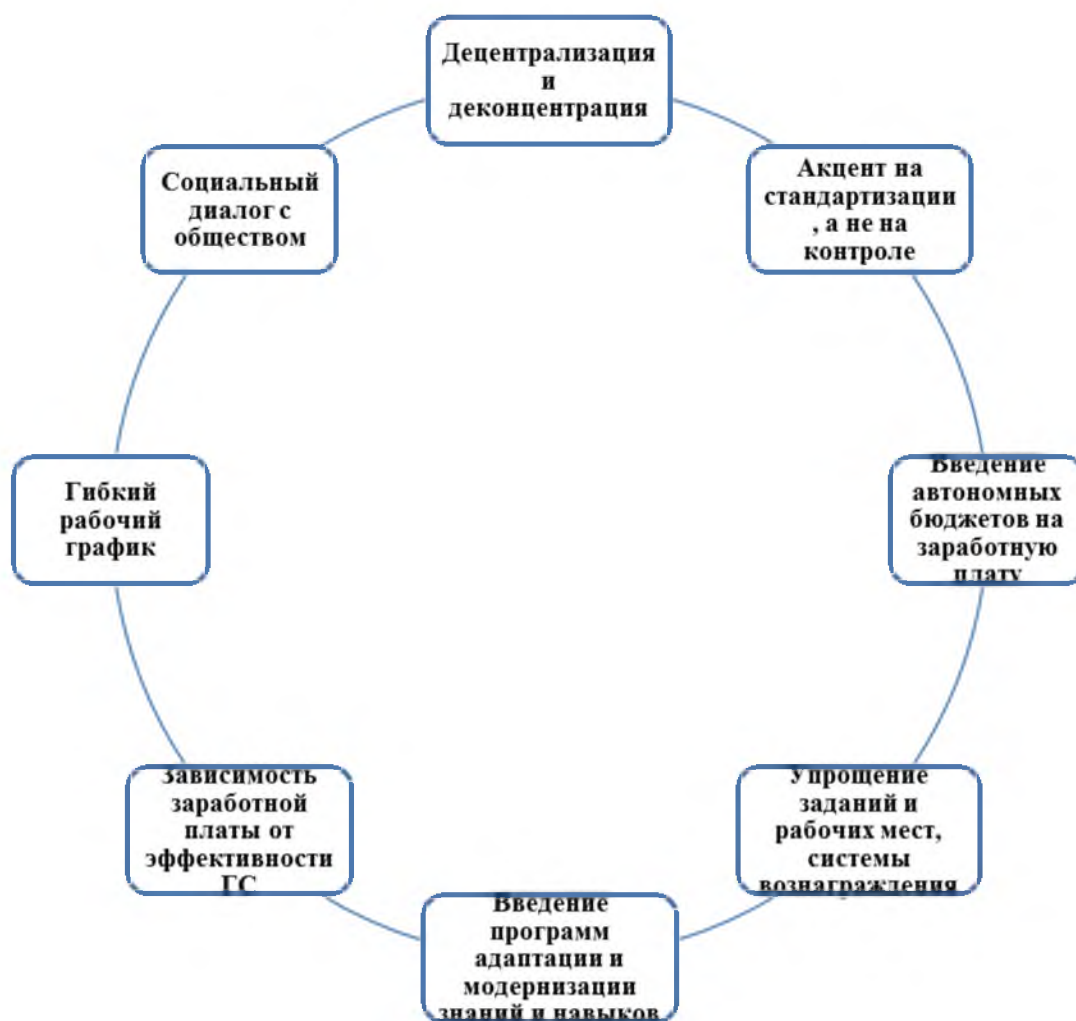 Децентрализация
и
деконцентрация
Акцент на
стандартизации
, а не на
контроле
Введение
автономных
бюджетов на
заработную
плату
Упрощение
заданий и
рабочих мест,
системы
вознаграждения
Введение
программ
адаптации и
модернизации
знаний и навыков
Зависимость
заработной
платы от
эффективности
ГС
Гибкий
рабочий
график
Социальный
диалог с
обществом